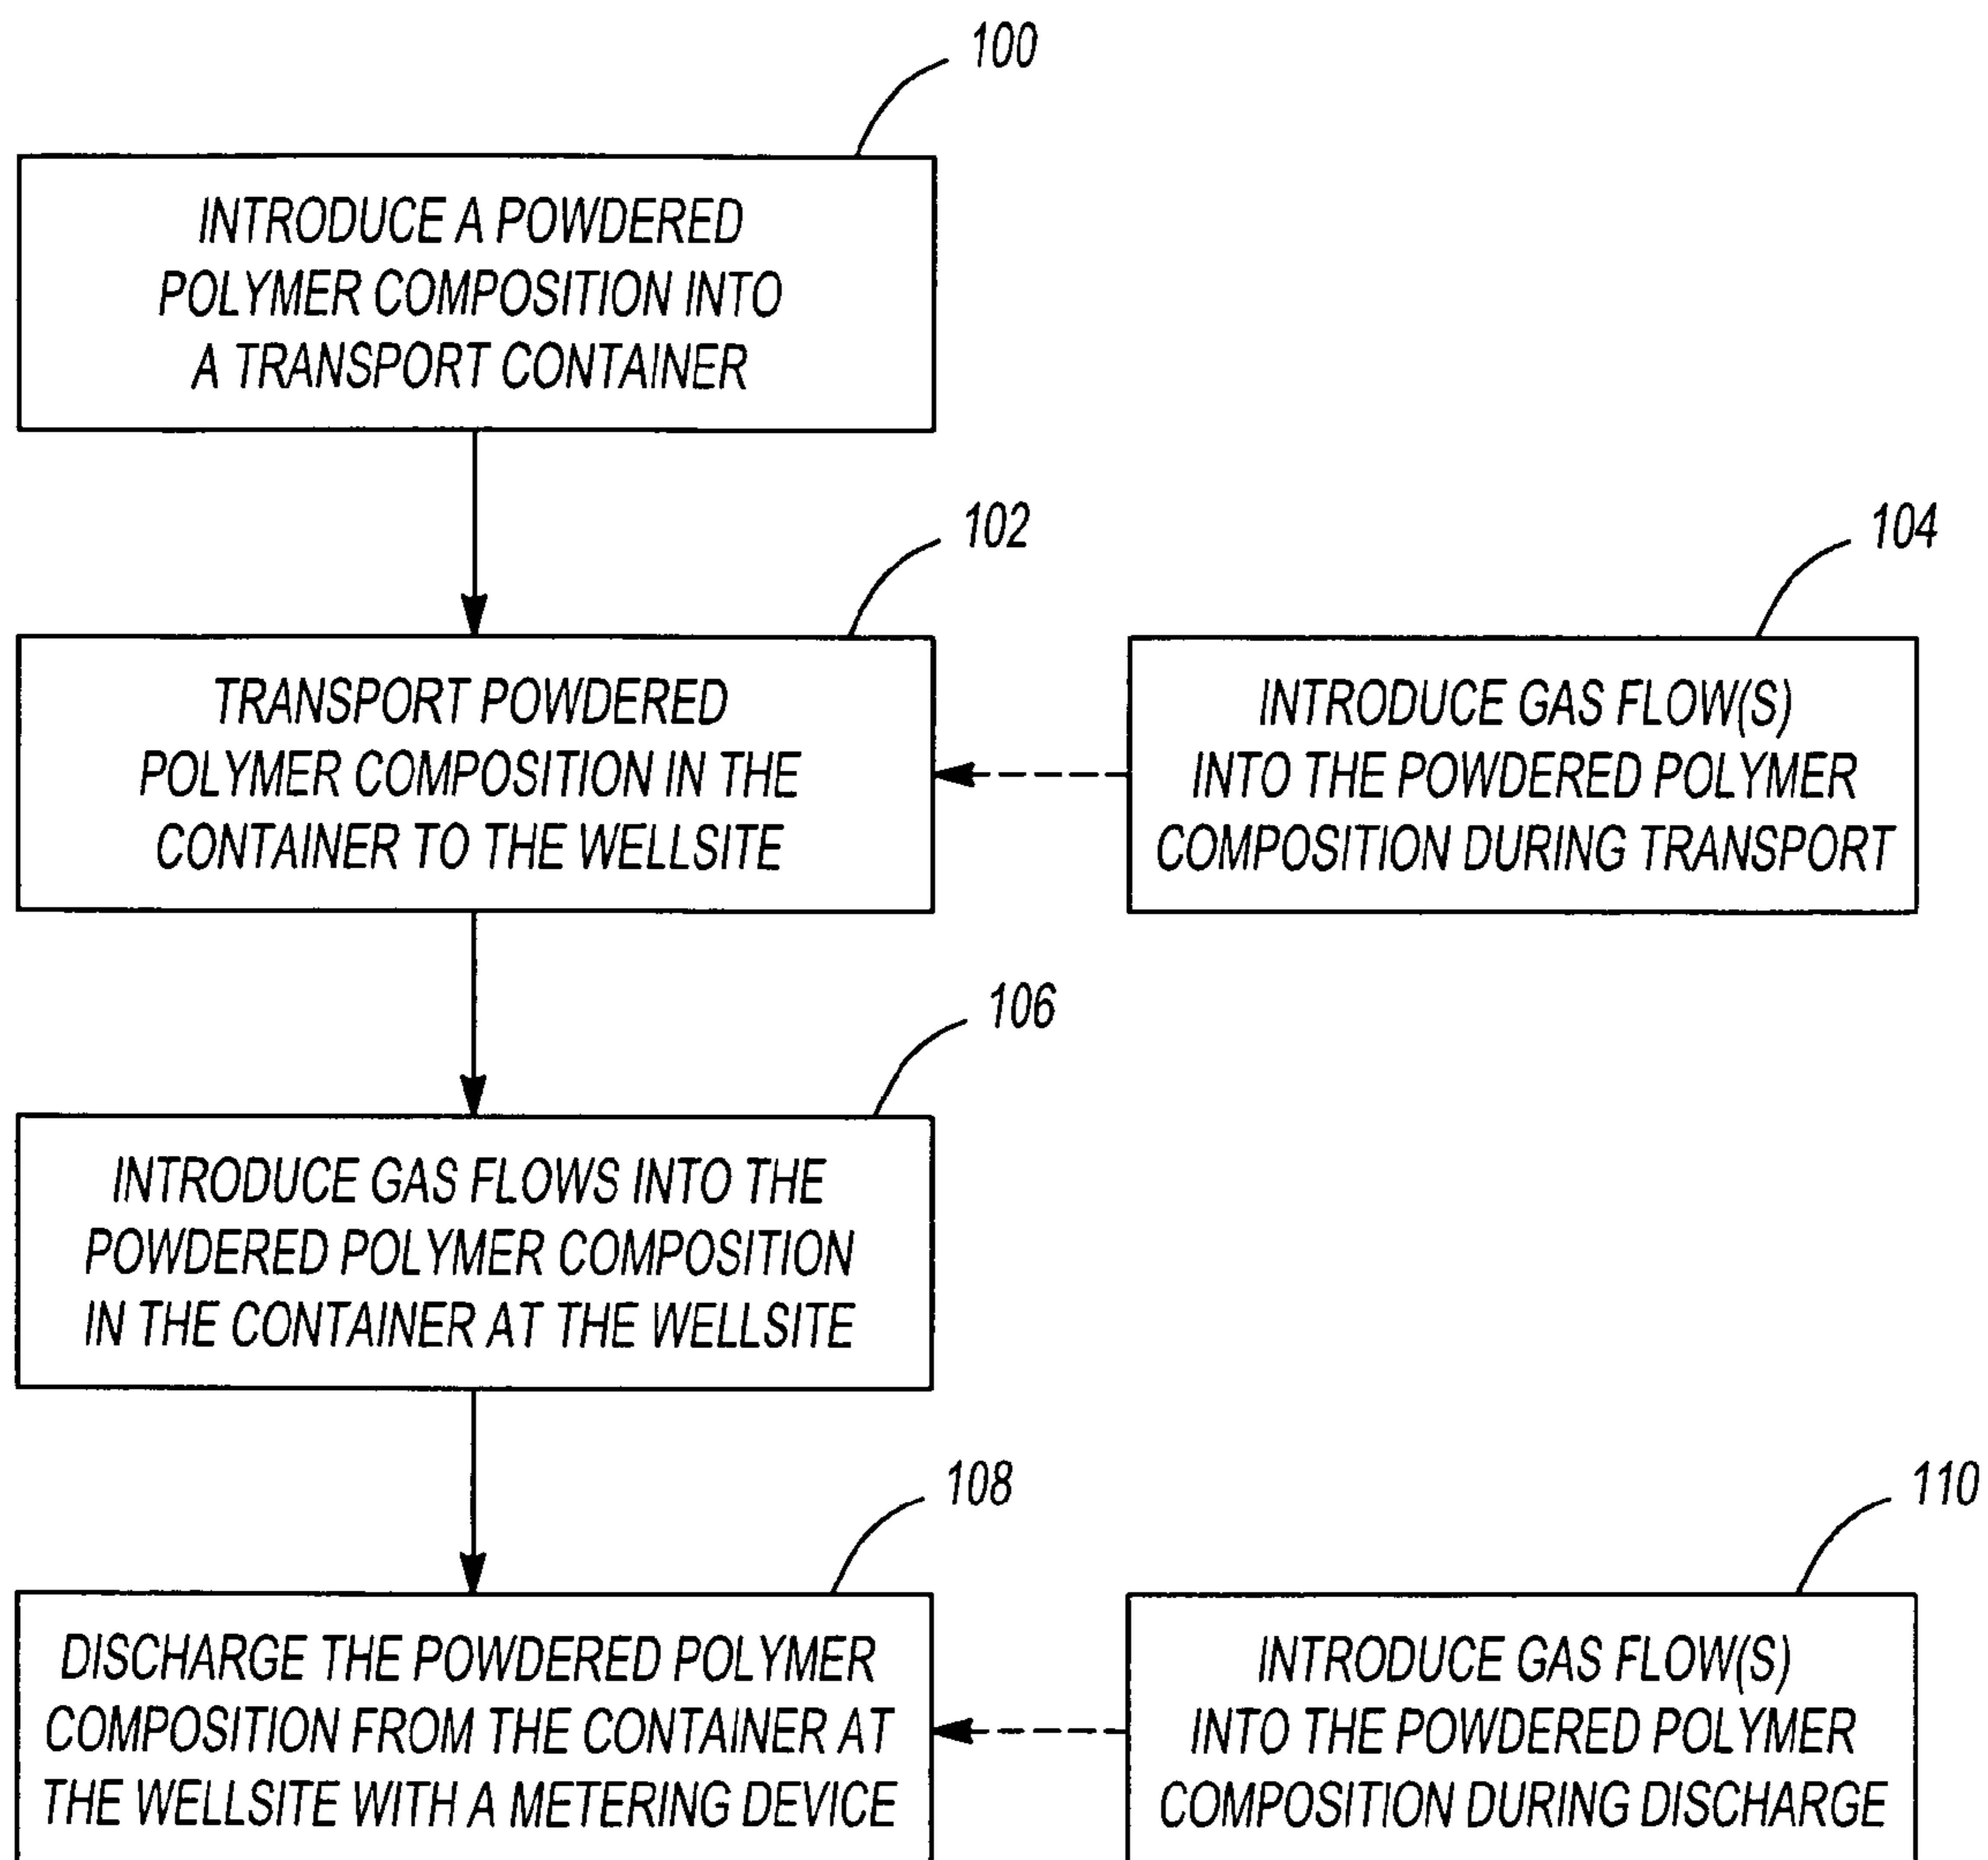 100
INTRODUCE A POWDERED
POLYMER COMPOSITION INTO
A TRANSPORT CONTAINER
102
TRANSPORT POWDERED
POLYMER COMPOSITION IN THE
CONTAINER TO THE WELLSITE
104
INTRODUCE GAS FLOW(S)
INTO THE POWDERED POLYMER
COMPOSITION DURING TRANSPORT
106
INTRODUCE GAS FLOWS INTO THE
POWDERED POLYMER COMPOSITION
IN THE CONTAINER AT THE WELLSITE
108
DISCHARGE THE POWDERED POLYMER
COMPOSITION FROM THE CONTAINER AT
THE WELLSITE WITH A METERING DEVICE
110
INTRODUCE GAS FLOW(S)
INTO THE POWDERED POLYMER
COMPOSITION DURING DISCHARGE